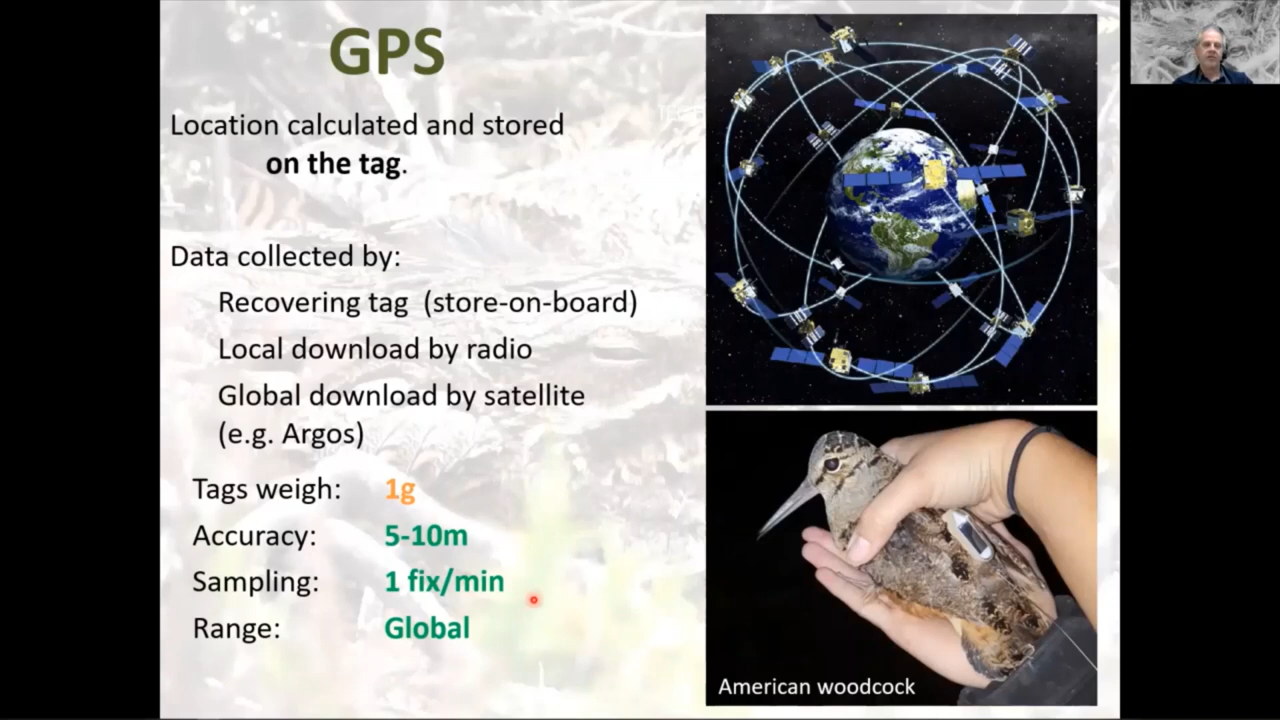 GPS
Location calculated and stored
on the tag.
Data collected by:
Recovering tag (store-on-board)
Local download by radio
Global download by satellite
(e.g. Argos)
Tags weigh: 1g
Accuracy: 5-10m
Sampling: 1 fix/min
Range: Global
American woodcock